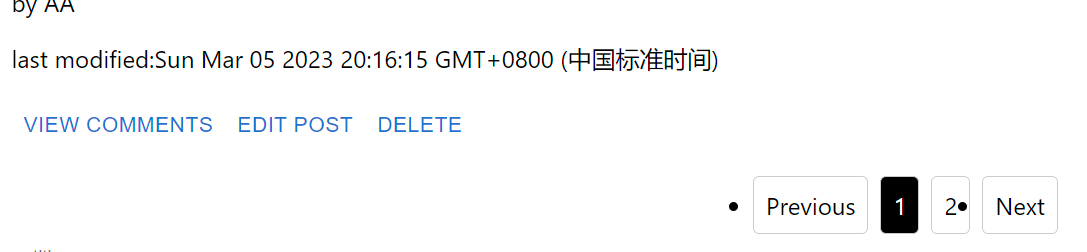 by AA
last modified:Sun Mar 05 2023 20:16:15 GMT+0800 (中国标准时间)
VIEW COMMENTS EDIT POST DELETE
Previous 1 2 Next